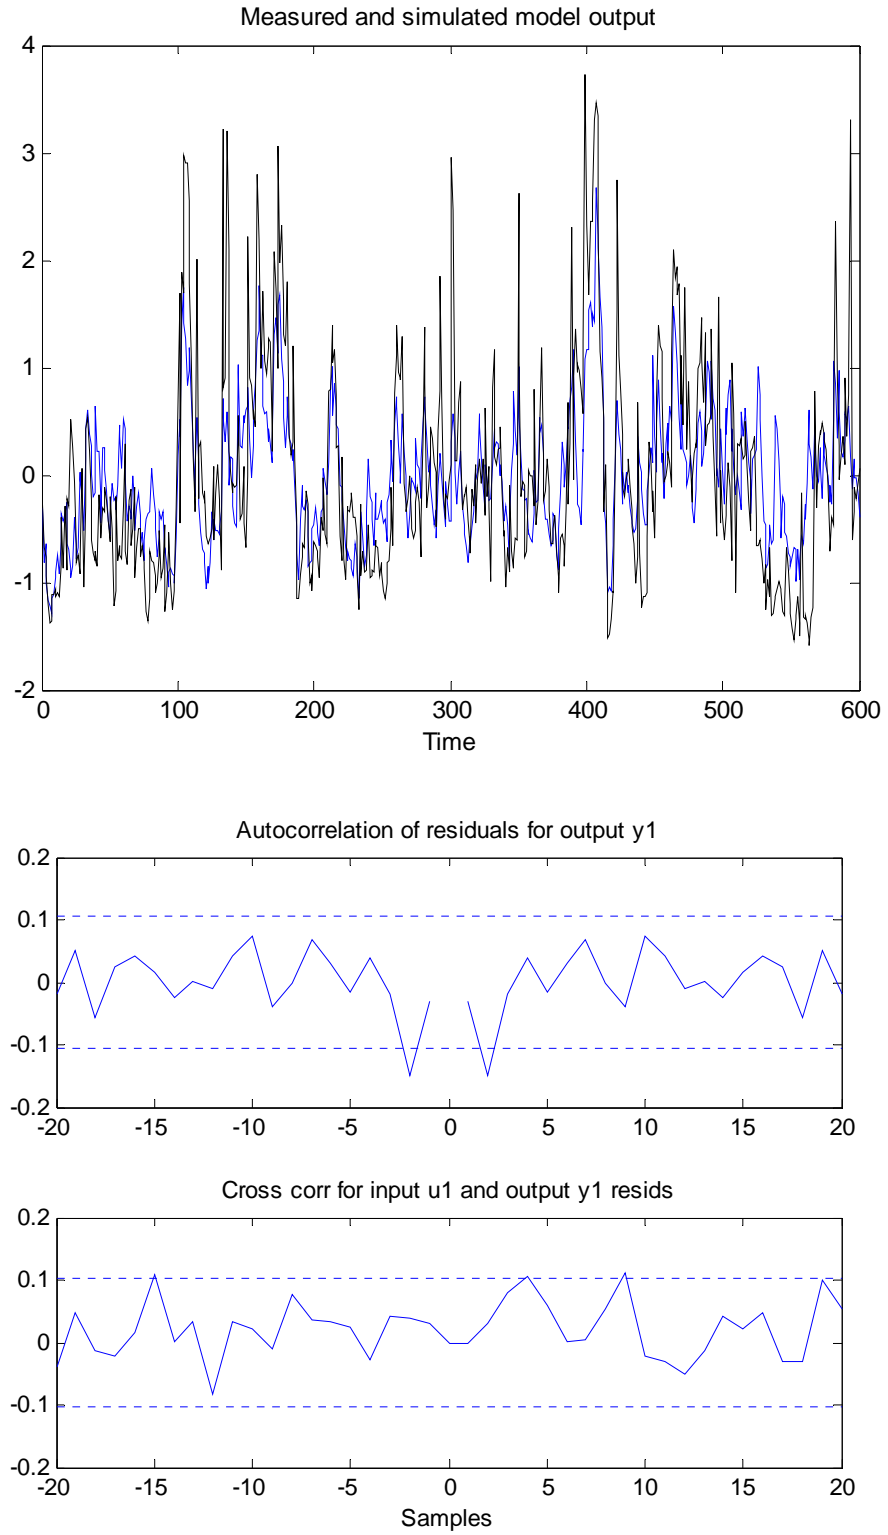 Measured and simulated model output
4
3
2
1
0
-1
-2
0 100 200 300 400 500 600
Time
Autocorrelation of residuals for output y1
0.2
0.1
0
-0.1
-0.2
-20 -15 -10 -5 0 5 10 15 20
Cross corr for input u1 and output y1 resids
0.2
0.1
0
-0.1
-0.2
-20 -15 -10 -5 0 5 10 15 20
Samples